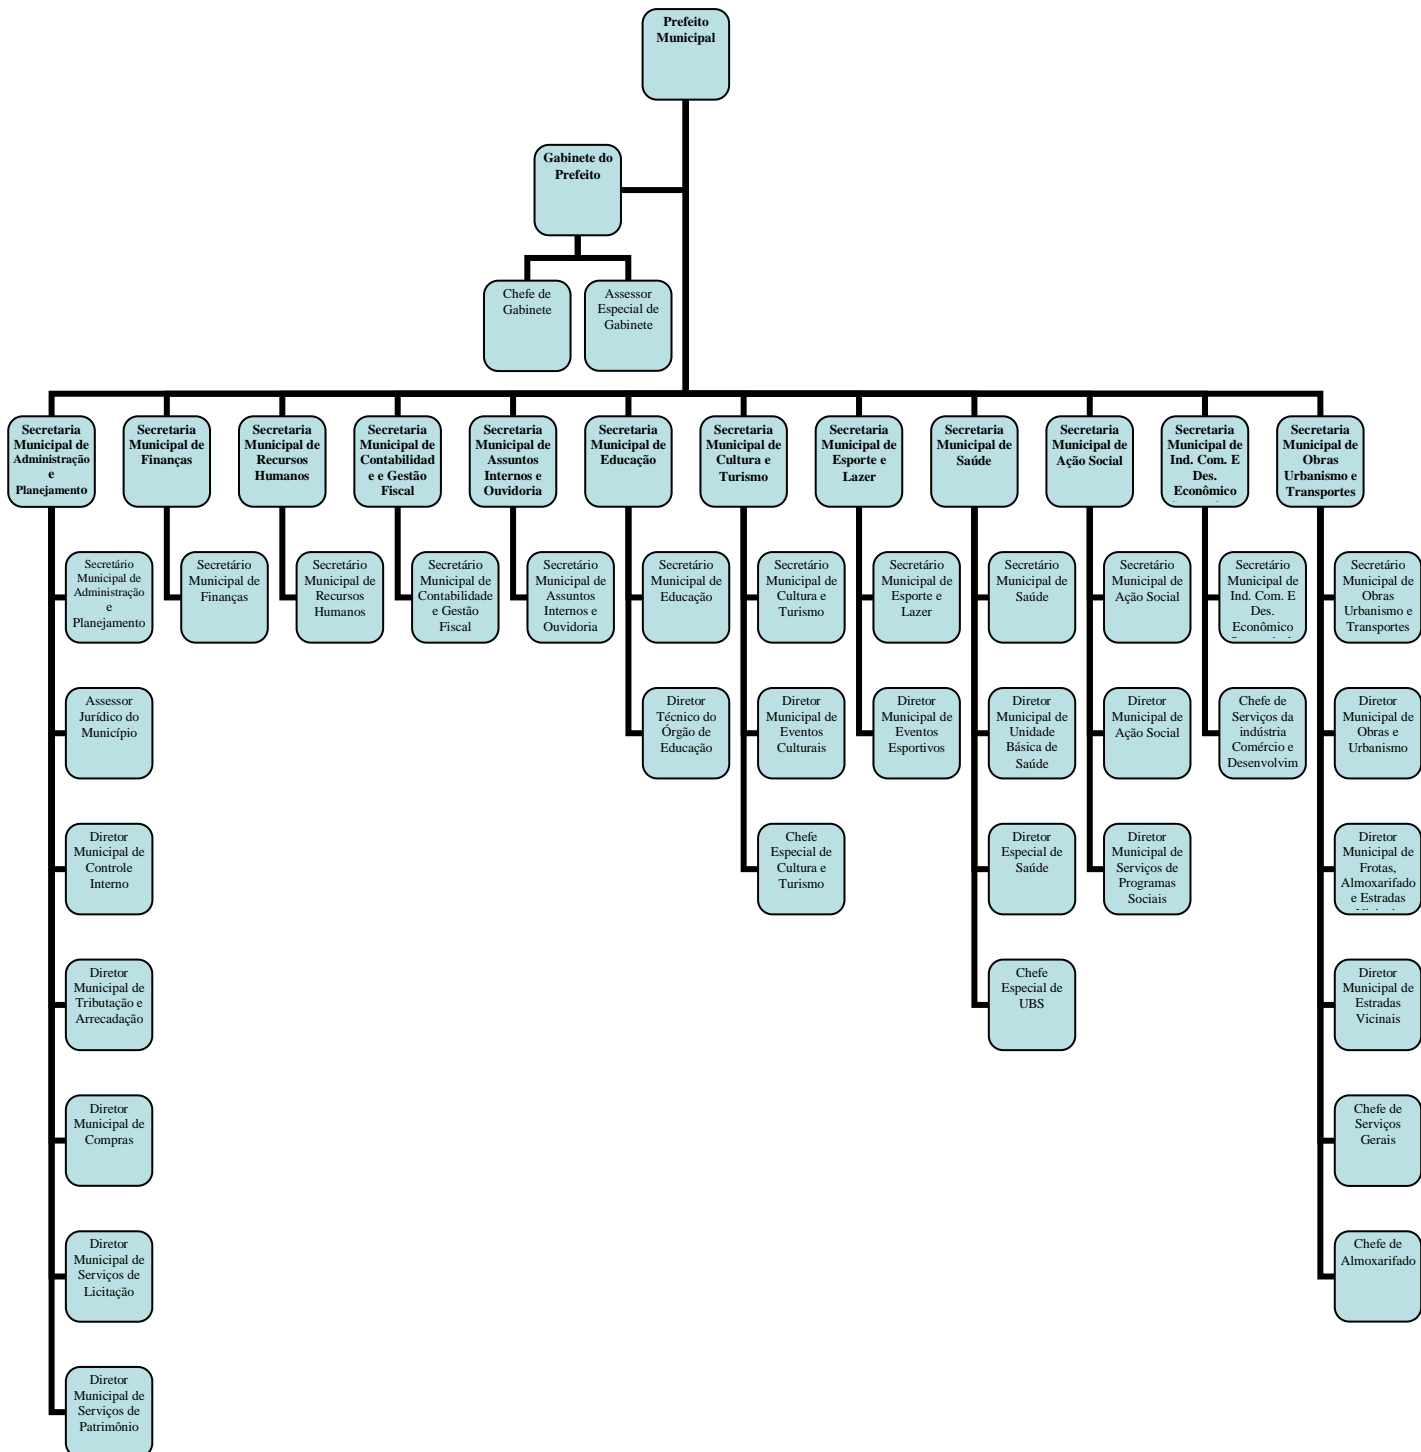 Prefeito
Municipal
Gabinete do
Prefeito
Chefe de
Gabinete
Assessor
Especial de
Gabinete
Secretaria
Municipal de
Administração
e
Planejamento
Secretaria
Municipal de
Finanças
Secretaria
Municipal de
Recursos
Humanos
Secretaria
Municipal de
Contabilidad
e e Gestão
Fiscal
Secretaria
Municipal de
Assuntos
Internos e
Ouvidoria
Secretaria
Municipal de
Educação
Secretaria
Municipal de
Cultura e
Turismo
Secretaria
Municipal de
Esporte e
Lazer
Secretaria
Municipal de
Saúde
Secretaria
Municipal de
Ação Social
Secretaria
Municipal de
Ind. Com. E
Des.
Econômico
Secretaria
Municipal de
Obras
Urbanismo e
Transportes
Secretário
Municipal de
Administração
e
Planejamento
Secretário
Municipal de
Finanças
Secretário
Municipal de
Recursos
Humanos
Secretário
Municipal de
Contabilidade
e Gestão
Fiscal
Secretário
Municipal de
Assuntos
Internos e
Ouvidoria
Secretário
Municipal de
Educação
Secretário
Municipal de
Cultura e
Turismo
Secretário
Municipal de
Esporte e
Lazer
Secretário
Municipal de
Saúde
Secretário
Municipal de
Ação Social
Secretário
Municipal de
Ind. Com. E
Des.
Econômico
Secretário
Municipal de
Obras
Urbanismo e
Transportes
Assessor
Jurídico do
Município
Diretor
Técnico do
Órgão de
Educação
Diretor
Municipal de
Eventos
Culturais
Diretor
Municipal de
Eventos
Esportivos
Diretor
Municipal de
Unidade
Básica de
Saúde
Diretor
Municipal de
Ação Social
Chefe de
Serviços da
indústria
Comércio e
Desenvolvim
Diretor
Municipal de
Obras e
Urbanismo
Diretor
Municipal de
Controle
Interno
Chefe
Especial de
Cultura e
Turismo
Diretor
Especial de
Saúde
Diretor
Municipal de
Serviços de
Programas
Sociais
Diretor
Municipal de
Frotas,
Almoxarifado
e Estradas
Diretor
Municipal de
Tributação e
Arrecadação
Chefe
Especial de
UBS
Diretor
Municipal de
Estradas
Vicinais
Diretor
Municipal de
Compras
Chefe de
Serviços
Gerais
Diretor
Municipal de
Serviços de
Licitação
Chefe de
Almoxarifado
Diretor
Municipal de
Serviços de
Patrimônio